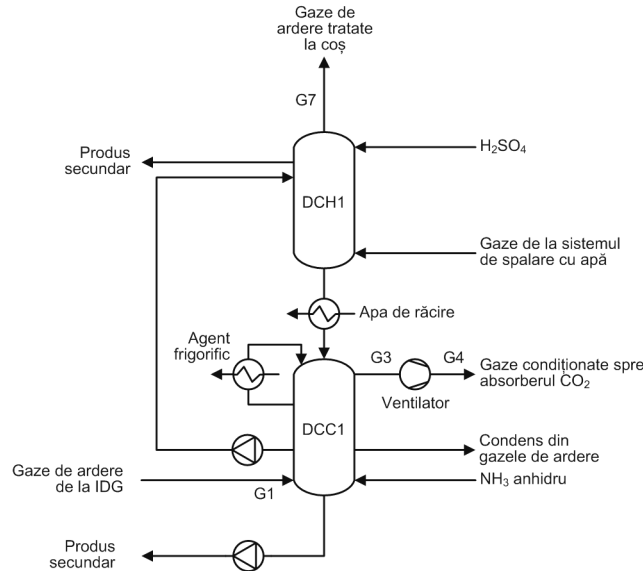 Gaze de
ardere tratate
la coș
G7
Produs
secundar
H₂SO₄
DCH1
Gaze de la sistemul
de spalare cu apă
Apa de răcire
Agent
frigorific
G3
G4
Gaze condiționate spre
absorberul CO₂
Ventilator
DCC1
Condens din
gazele de ardere
Gaze de ardere
de la IDG
G1
NH₃ anhidru
Produs
secundar